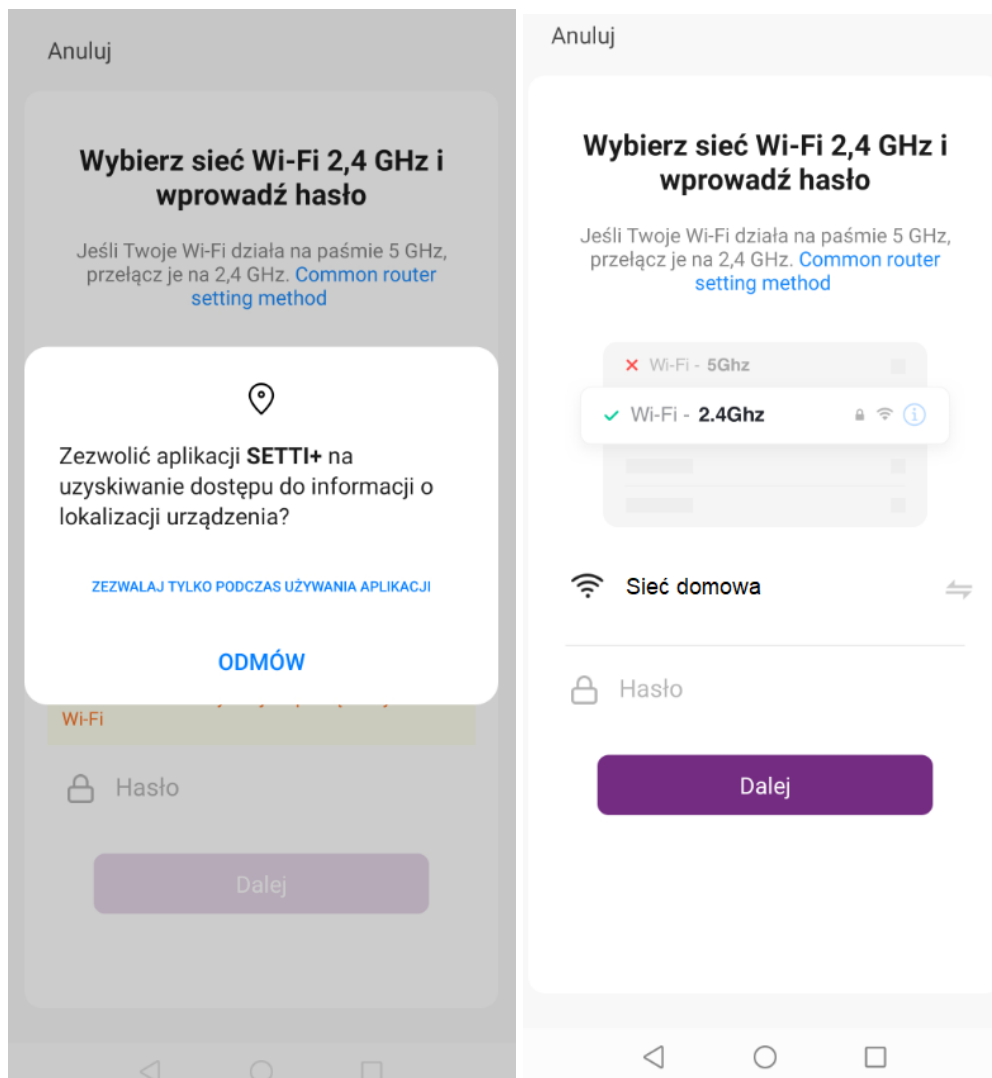 Anuluj
Wybierz sieć Wi-Fi 2,4 GHz i
wprowadź hasło
Jeśli Twoje Wi-Fi działa na paśmie 5 GHz,
przełącz je na 2,4 GHz. Common router
setting method
Zezwolić aplikacji SETTI+ na
uzyskiwanie dostępu do informacji o
lokalizacji urządzenia?
ZEZWALAJ TYLKO PODCZAS UŻYWANIA APLIKACJI
ODMÓW
Wi-Fi
Hasło
Dalej
Anuluj
Wybierz sieć Wi-Fi 2,4 GHz i
wprowadź hasło
Jeśli Twoje Wi-Fi działa na paśmie 5 GHz,
przełącz je na 2,4 GHz. Common router
setting method
Wi-Fi - 5Ghz
Wi-Fi - 2.4Ghz
Sieć domowa
Hasło
Dalej